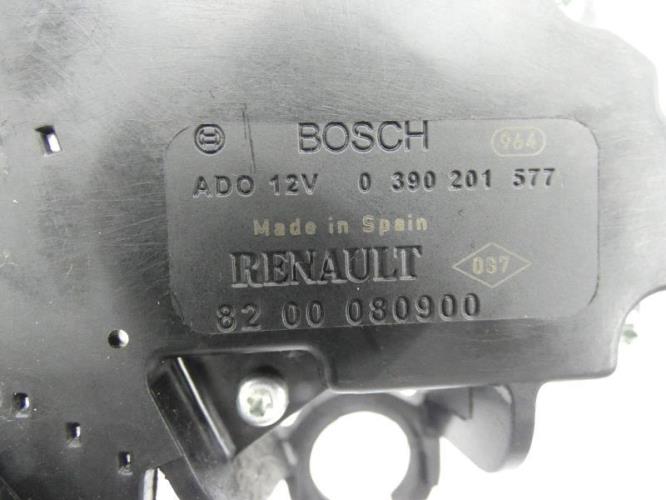 BOSCH 964
ADO 12V 0 390 201 577
Made in Spain
RENAULT 087
82 00 080900